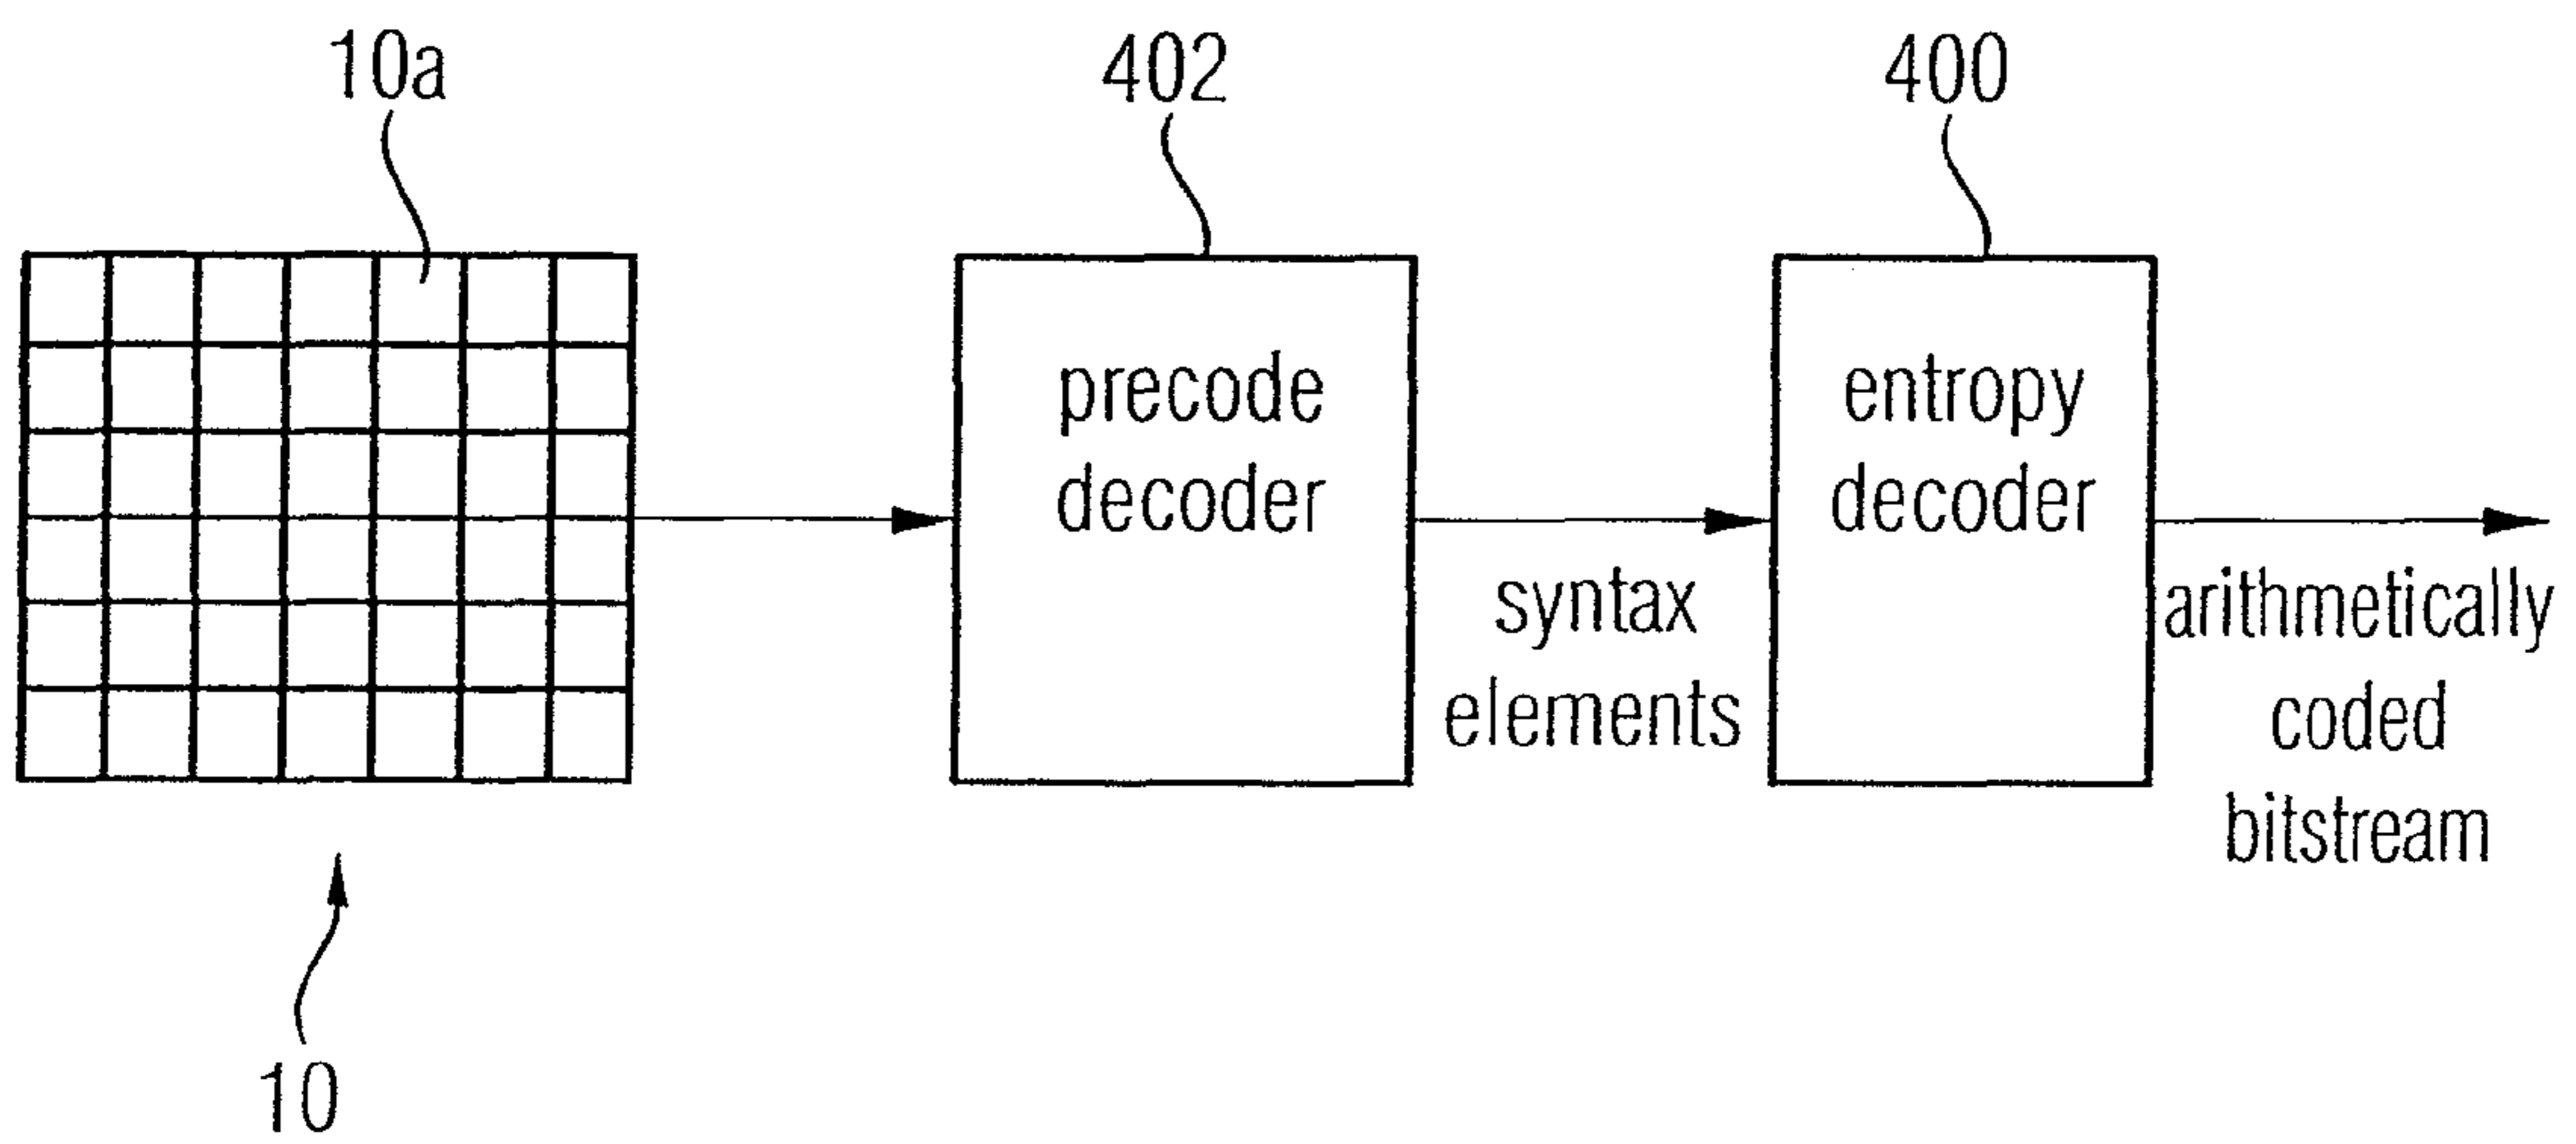 10a
402
400
precode
decoder
entropy
decoder
syntax
elements
arithmetically
coded
bitstream
10